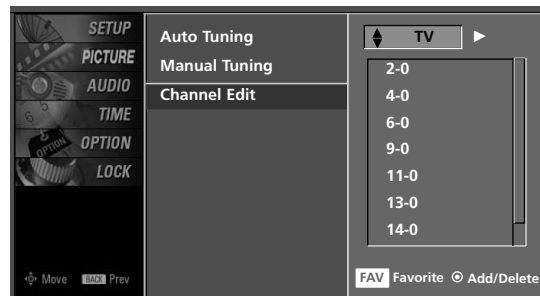 SETUP
PICTURE
AUDIO
TIME
OPTION
LOCK
Move BACK Prev
Auto Tuning
Manual Tuning
Channel Edit
TV
2-0
4-0
6-0
9-0
11-0
13-0
14-0
FAV Favorite Add/Delete